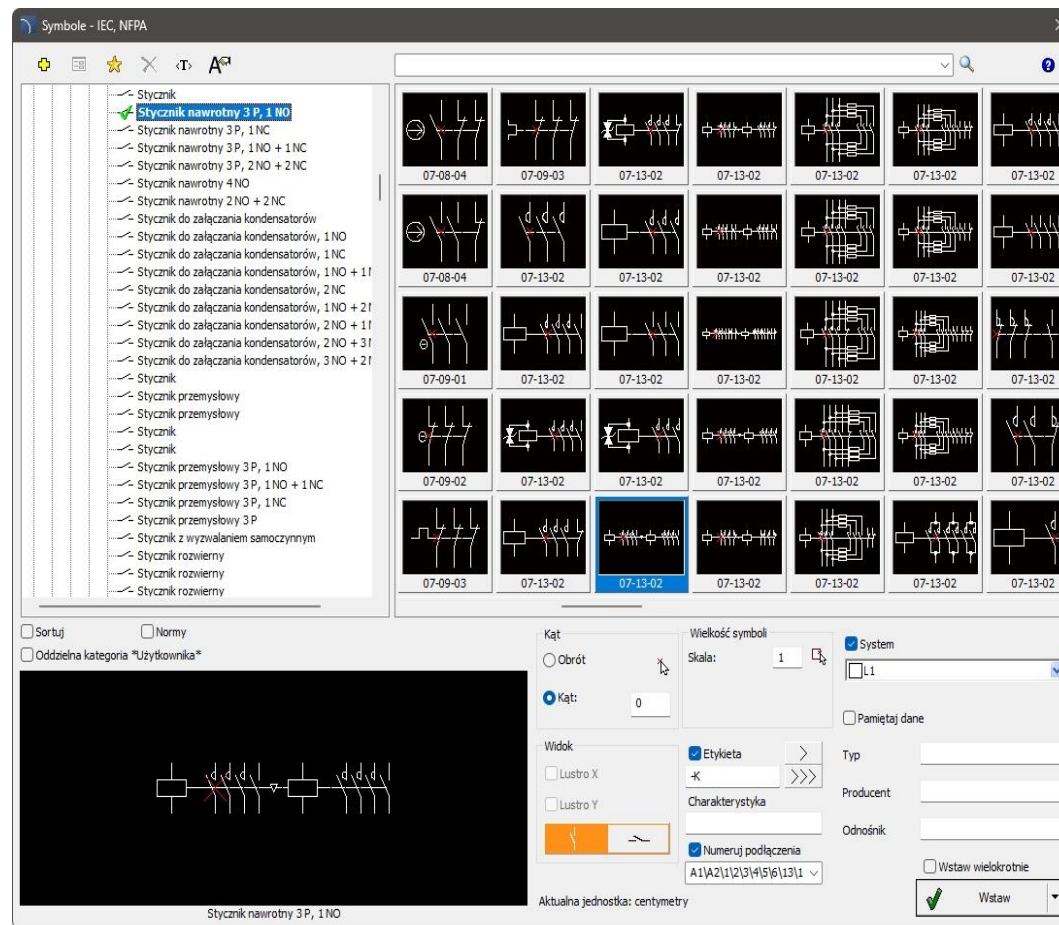 Symbole - IEC, NFPA
Stycznik
Stycznik nawrotny 3 P, 1 NO
Stycznik nawrotny 3 P, 1 NC
Stycznik nawrotny 3 P, 1 NO + 1 NC
Stycznik nawrotny 3 P, 2 NO + 2 NC
Stycznik nawrotny 4 NO
Stycznik nawrotny 2 NO + 2 NC
Stycznik do załączania kondensatorów
Stycznik do załączania kondensatorów, 1 NO
Stycznik do załączania kondensatorów, 1 NC
Stycznik do załączania kondensatorów, 1 NO + 1
Stycznik do załączania kondensatorów, 2 NC
Stycznik do załączania kondensatorów, 1 NO + 2
Stycznik do załączania kondensatorów, 2 NO + 1
Stycznik do załączania kondensatorów, 2 NO + 3
Stycznik do załączania kondensatorów, 3 NO + 2
Stycznik
Stycznik przemysłowy
Stycznik przemysłowy
Stycznik
Stycznik
Stycznik przemysłowy 3 P, 1 NO
Stycznik przemysłowy 3 P, 1 NO + 1 NC
Stycznik przemysłowy 3 P, 1 NC
Stycznik przemysłowy 3 P
Stycznik z wyzwalaniem samoczynnym
Stycznik rozwierny
Stycznik rozwierny
Stycznik rozwierny
07-08-04 07-09-03 07-13-02 07-13-02 07-13-02 07-13-02 07-13-02
07-08-04 07-13-02 07-13-02 07-13-02 07-13-02 07-13-02 07-13-02
07-09-01 07-13-02 07-13-02 07-13-02 07-13-02 07-13-02 07-13-02
07-09-02 07-13-02 07-13-02 07-13-02 07-13-02 07-13-02 07-13-02
07-09-03 07-13-02 07-13-02 07-13-02 07-13-02 07-13-02 07-13-02
Sortuj Normy
Oddzielna kategoria *Użytkownika*
Stycznik nawrotny 3 P, 1 NO
Kąt
Obrót
Kąt: 0
Widok
Lustro X
Lustro Y
Aktualna jednostka: centymetry
Wielkość symboli
Skala: 1
Etykieta >
-K >>>
Charakterystyka
Numeruj podłączenia
A1\A2\1\2\3\4\5\6\13\1
System
L1
Pamiętaj dane
Typ
Producent
Odnośnik
Wstaw wielokrotnie
Wstaw